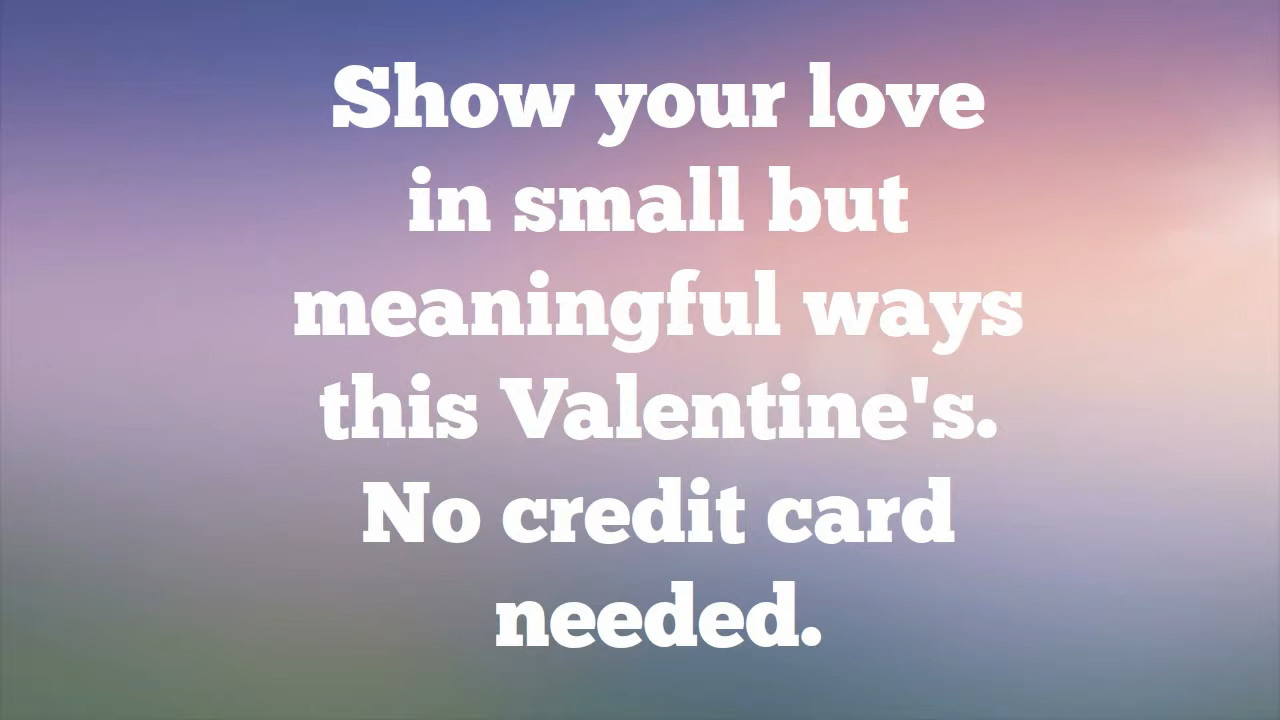 Show your love
in small but
meaningful ways
this Valentine's.
No credit card
needed.